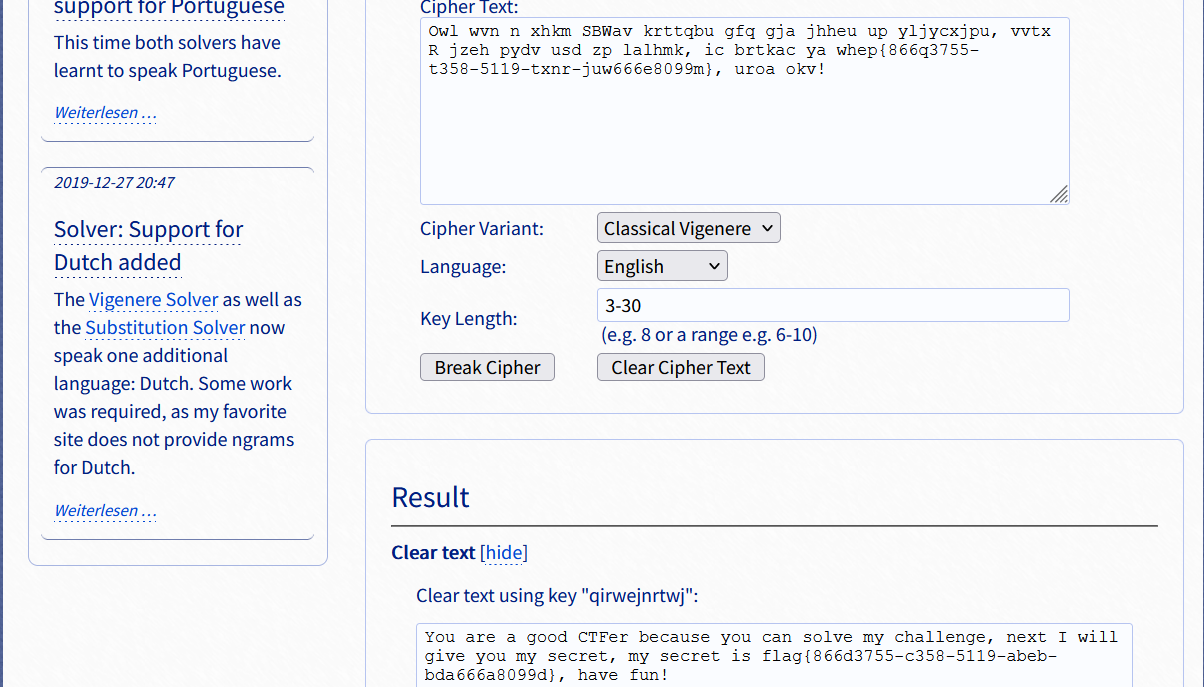 support for Portuguese
This time both solvers have
learnt to speak Portuguese.
Weiterlesen …
2019-12-27 20:47
Solver: Support for
Dutch added
The Vigenere Solver as well as
the Substitution Solver now
speak one additional
language: Dutch. Some work
was required, as my favorite
site does not provide ngrams
for Dutch.
Weiterlesen …
Cipher Text:
Owl wvn n xhkm SBWav krttqbu gfq gja jhheu up yljycxjpu, vvtx
R jzeh pydv usd zp lalhmk, ic brtkac ya whep{866q3755-
t358-5119-txnr-juw666e8099m}, uroa okv!
Cipher Variant: Classical Vigenere
Language: English
Key Length: 3-30
(e.g. 8 or a range e.g. 6-10)
Break Cipher Clear Cipher Text
Result
Clear text [hide]
Clear text using key "qirwejnrtwj":
You are a good CTFer because you can solve my challenge, next I will
give you my secret, my secret is flag{866d3755-c358-5119-abeb-
bda666a8099d}, have fun!